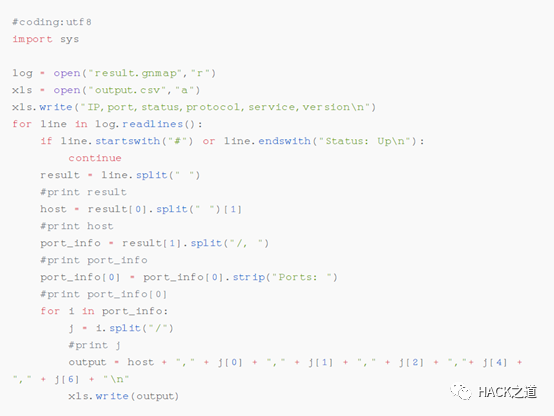 #coding:utf8
import sys

log = open("result.gnmap","r")
xls = open("output.csv","a")
xls.write("IP,port,status,protocol,service,version\n")
for line in log.readlines():
    if line.startswith("#") or line.endswith("Status: Up\n"):
        continue
    result = line.split(" ")
    #print result
    host = result[0].split(" ")[1]
    #print host
    port_info = result[1].split("/, ")
    #print port_info
    port_info[0] = port_info[0].strip("Ports: ")
    #print port_info[0]
    for i in port_info:
        j = i.split("/")
        #print j
        output = host + "," + j[0] + "," + j[1] + "," + j[2] + ","+ j[4] +
"," + j[6] + "\n"
        xls.write(output)
HACK之道